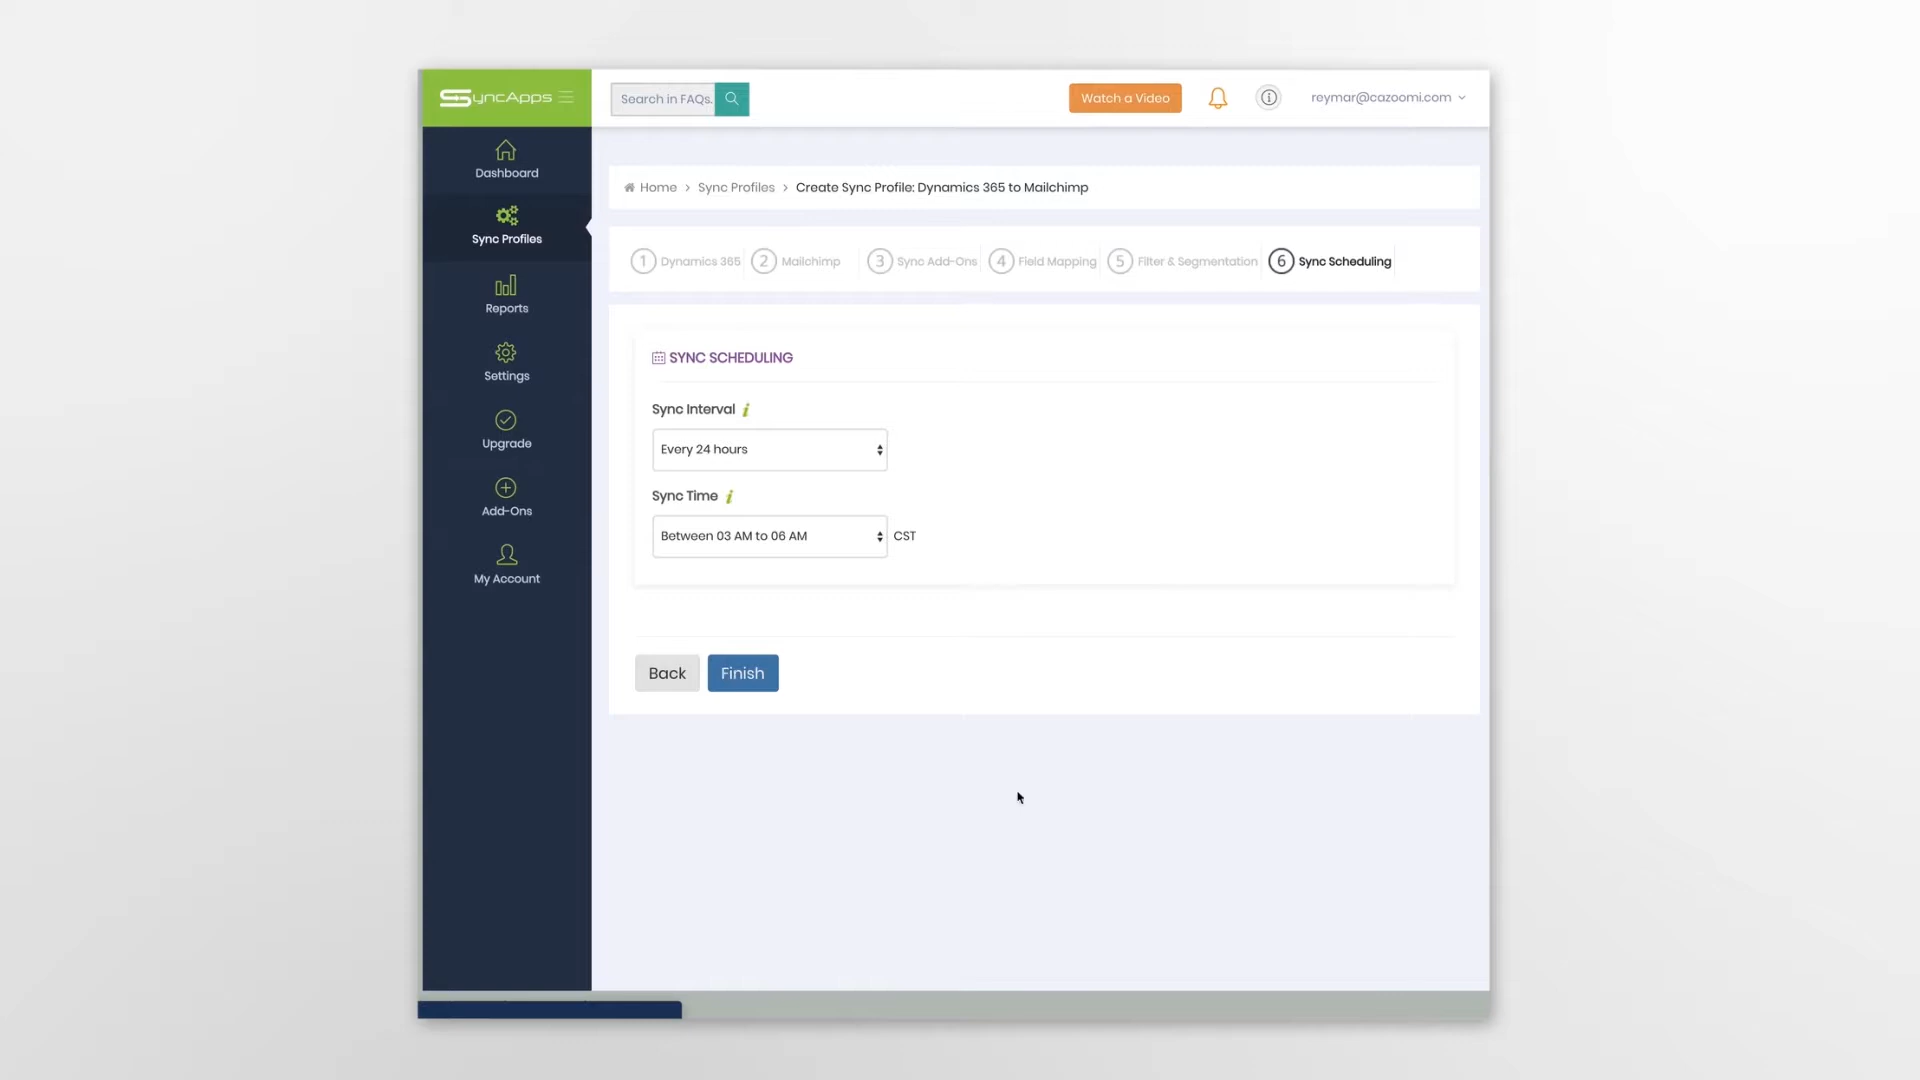 SyncApps
Search in FAQs.
Watch a Video
reymar@cazoomi.com
Dashboard
Sync Profiles
Reports
Settings
Upgrade
Add-Ons
My Account
Home > Sync Profiles > Create Sync Profile: Dynamics 365 to Mailchimp
1 Dynamics 365 2 Mailchimp 3 Sync Add-Ons 4 Field Mapping 5 Filter & Segmentation 6 Sync Scheduling
SYNC SCHEDULING
Sync Interval i
Every 24 hours
Sync Time i
Between 03 AM to 06 AM CST
Back Finish